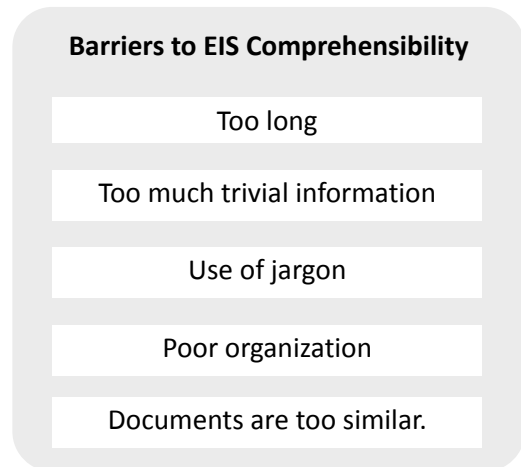 Barriers to EIS Comprehensibility
Too long
Too much trivial information
Use of jargon
Poor organization
Documents are too similar.